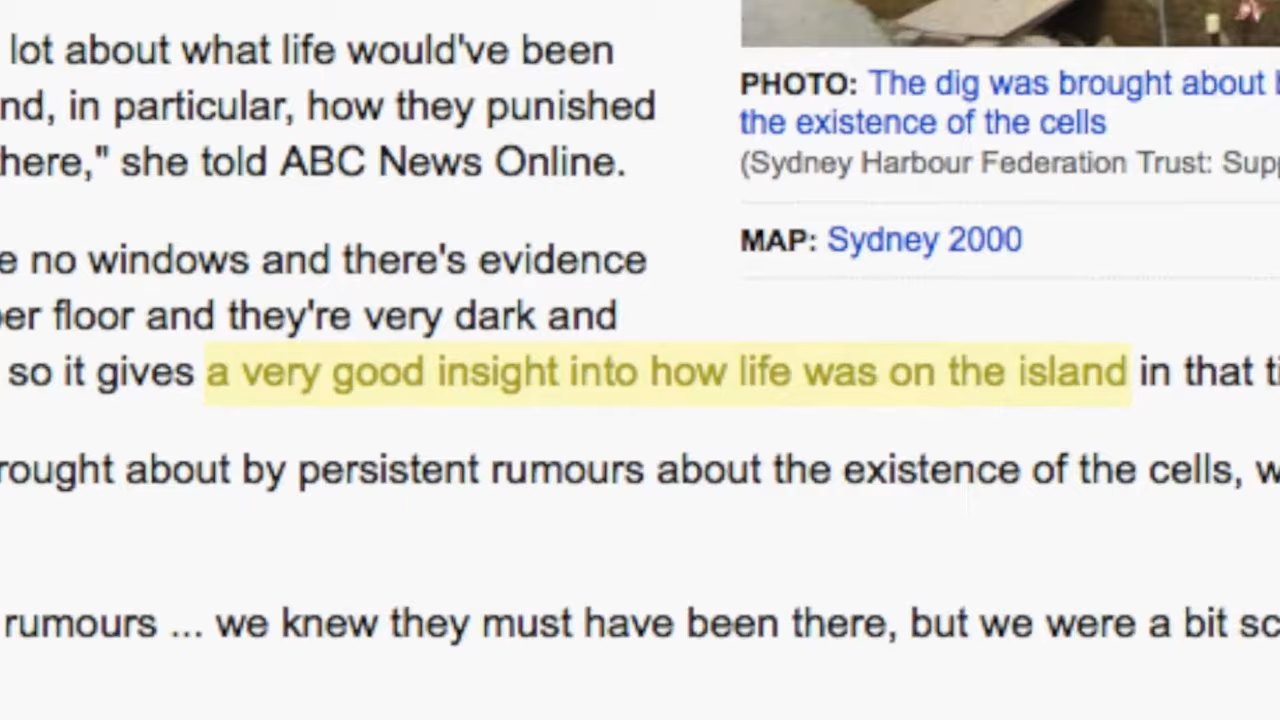 lot about what life would've been
nd, in particular, how they punished
here," she told ABC News Online.
e no windows and there's evidence
er floor and they're very dark and
so it gives a very good insight into how life was on the island in that ti
rought about by persistent rumours about the existence of the cells, w
rumours ... we knew they must have been there, but we were a bit sc
PHOTO: The dig was brought about b
the existence of the cells
(Sydney Harbour Federation Trust: Supp
MAP: Sydney 2000